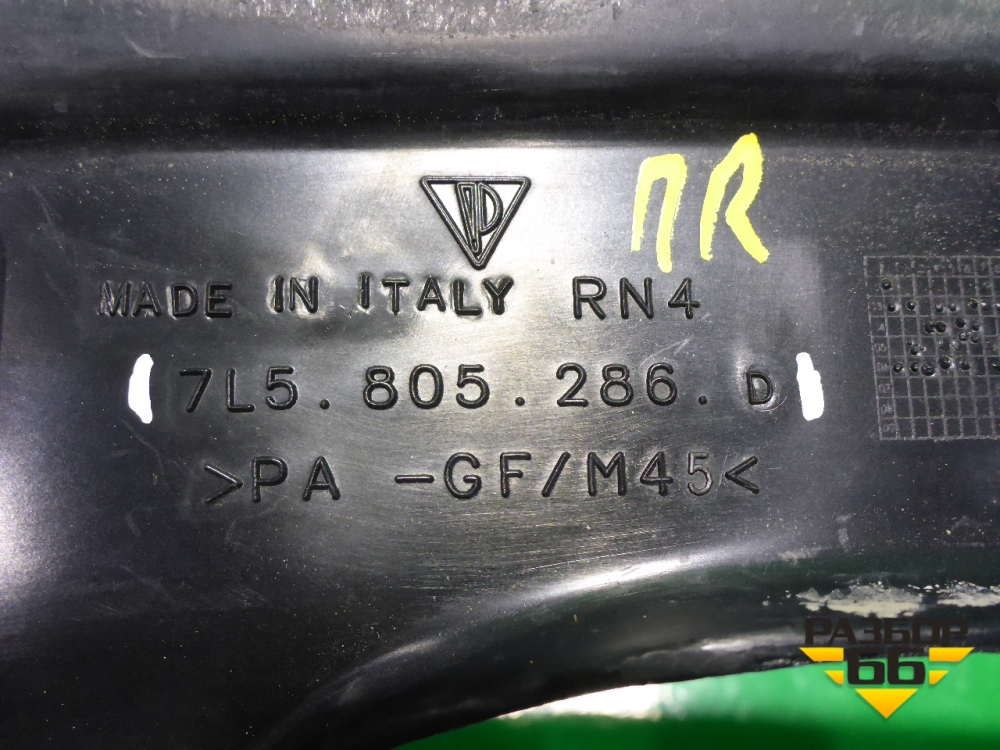 ПR
MADE IN ITALY RN4
7L5.805.286.D
>PA -GF/M45<
РАЗБОР
66